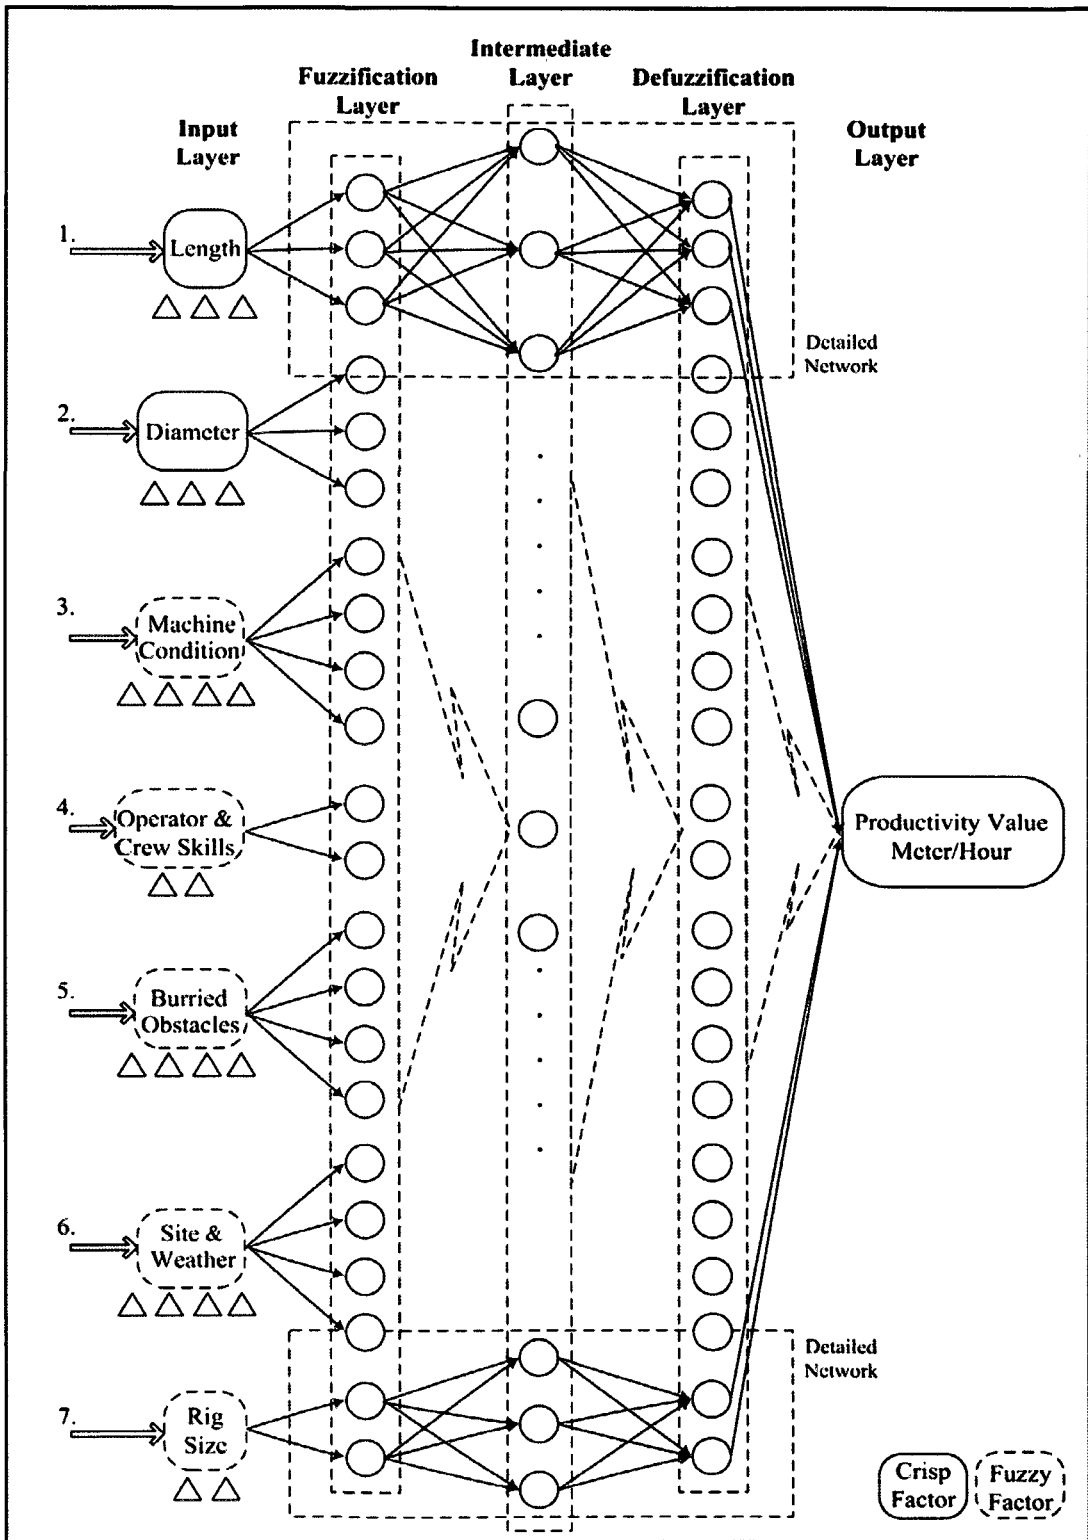 Intermediate
Layer
Fuzzification
Layer
Defuzzification
Layer
Input
Layer
Output
Layer
1.
Length
Detailed
Network
2.
Diameter
3.
Machine
Condition
4.
Operator &
Crew Skills
Productivity Value
Meter/Hour
5.
Burried
Obstacles
6.
Site &
Weather
Detailed
Network
7.
Rig
Size
Crisp
Factor
Fuzzy
Factor